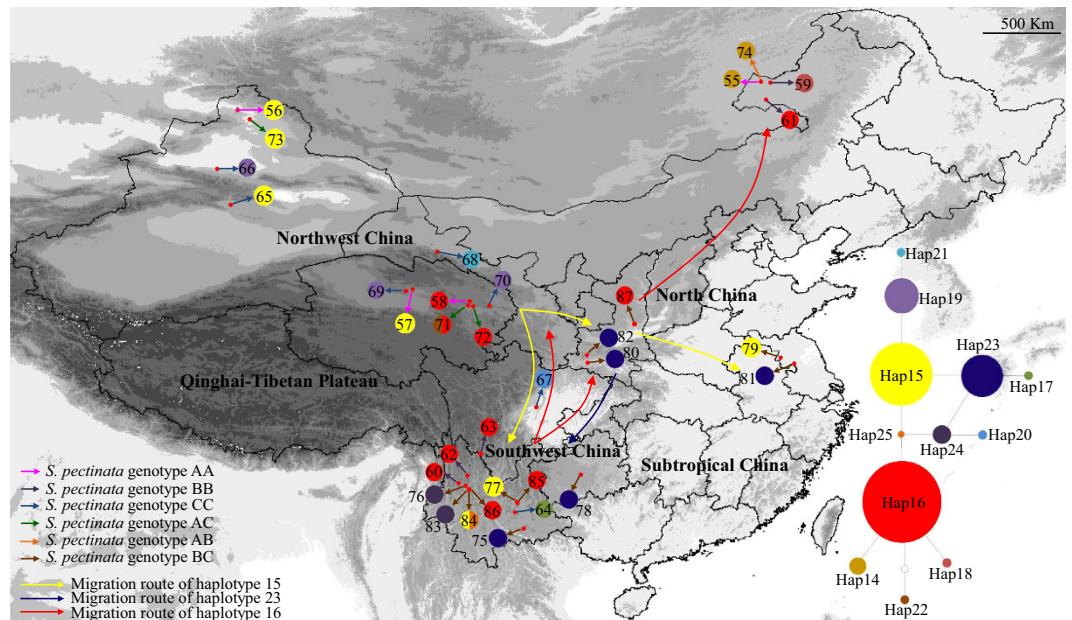 500 Km
74
55
59
61
56
73
66
65
Northwest China
68
70
69
58
57
71
72
87
North China
82
80
79
81
Qinghai-Tibetan Plateau
67
63
62
60
Southwest China
Subtropical China
76
77
85
83
84
86
64
78
75
Hap21
Hap19
Hap23
Hap15
Hap17
Hap25
Hap24
Hap20
Hap16
Hap14
Hap18
Hap22
S. pectinata genotype AA
S. pectinata genotype BB
S. pectinata genotype CC
S. pectinata genotype AC
S. pectinata genotype AB
S. pectinata genotype BC
Migration route of haplotype 15
Migration route of haplotype 23
Migration route of haplotype 16